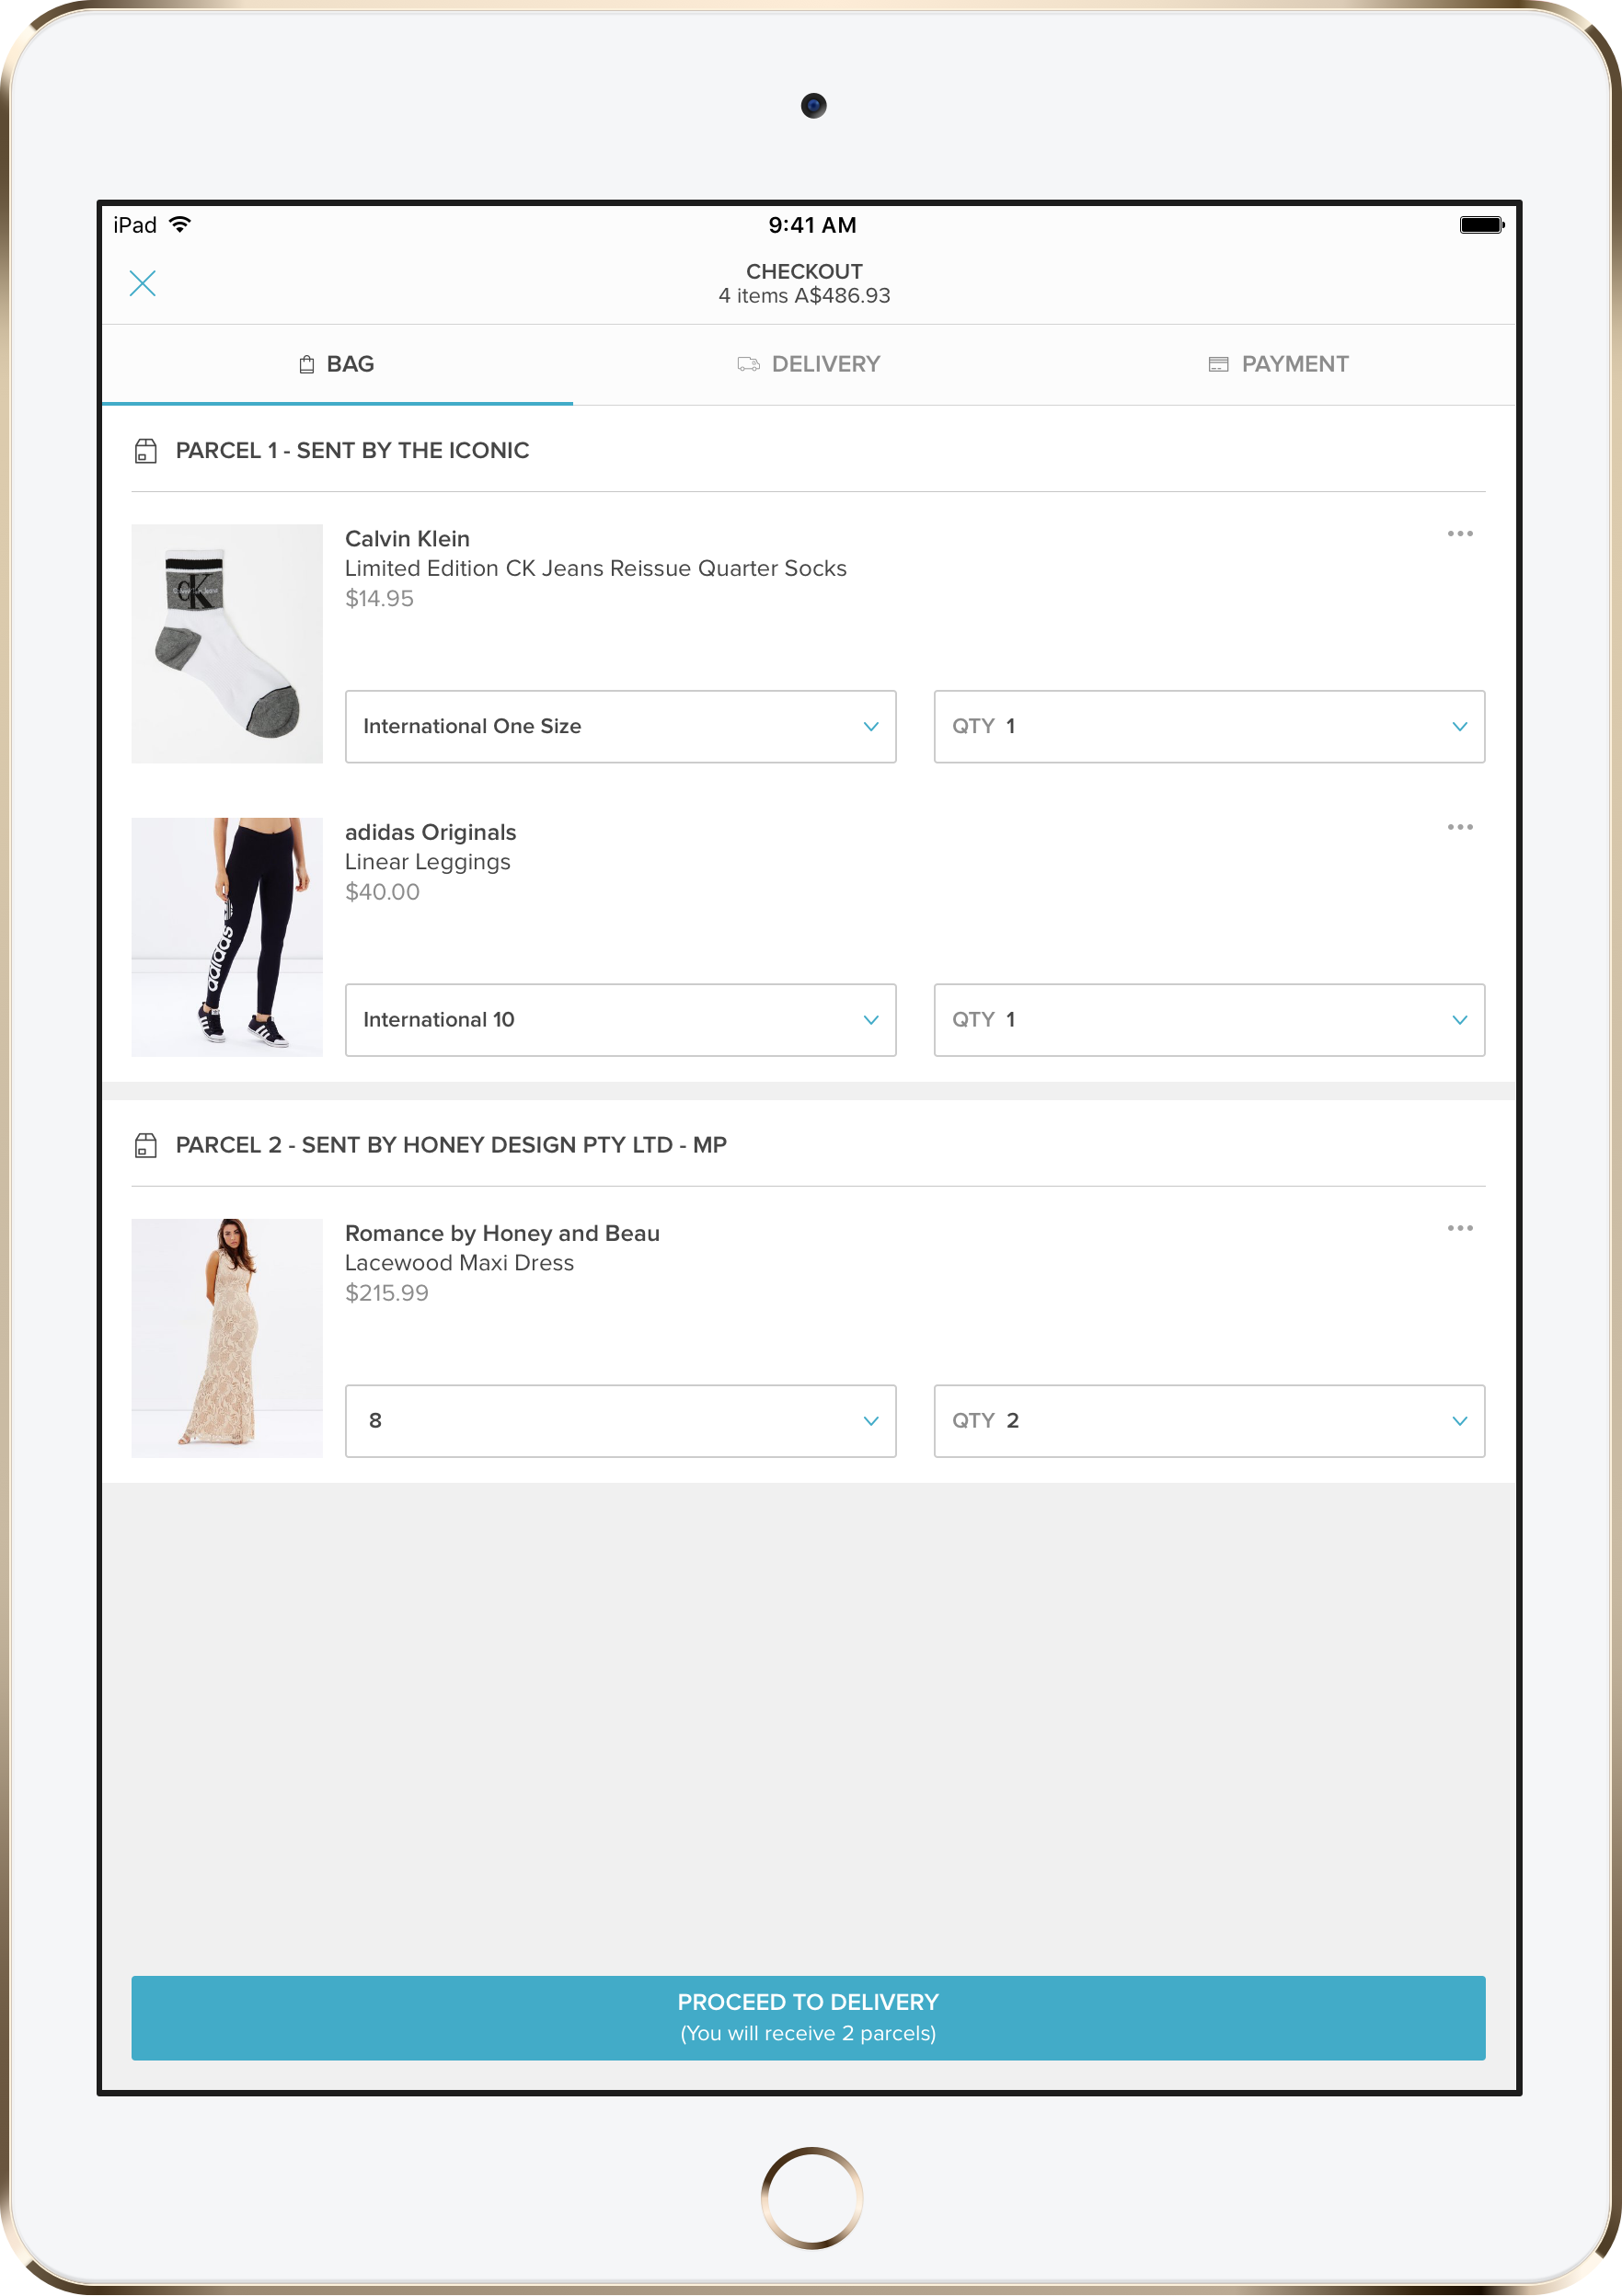 iPad
9:41 AM
CHECKOUT
4 items A$486.93
BAG
DELIVERY
PAYMENT
PARCEL 1 - SENT BY THE ICONIC
CK
Calvin Klein
Limited Edition CK Jeans Reissue Quarter Socks
$14.95
International One Size
QTY 1
adidas
adidas Originals
Linear Leggings
$40.00
International 10
QTY 1
PARCEL 2 - SENT BY HONEY DESIGN PTY LTD - MP
Romance by Honey and Beau
Lacewood Maxi Dress
$215.99
8
QTY 2
PROCEED TO DELIVERY
(You will receive 2 parcels)